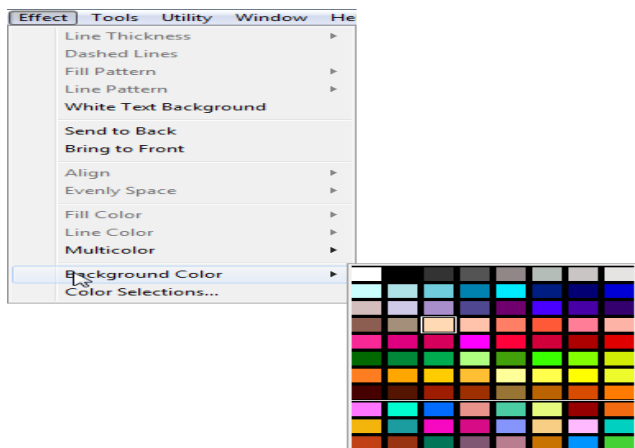 Effect Tools Utility Window He
Line Thickness
Dashed Lines
Fill Pattern
Line Pattern
White Text Background
Send to Back
Bring to Front
Align
Evenly Space
Fill Color
Line Color
Multicolor
Background Color
Color Selections...